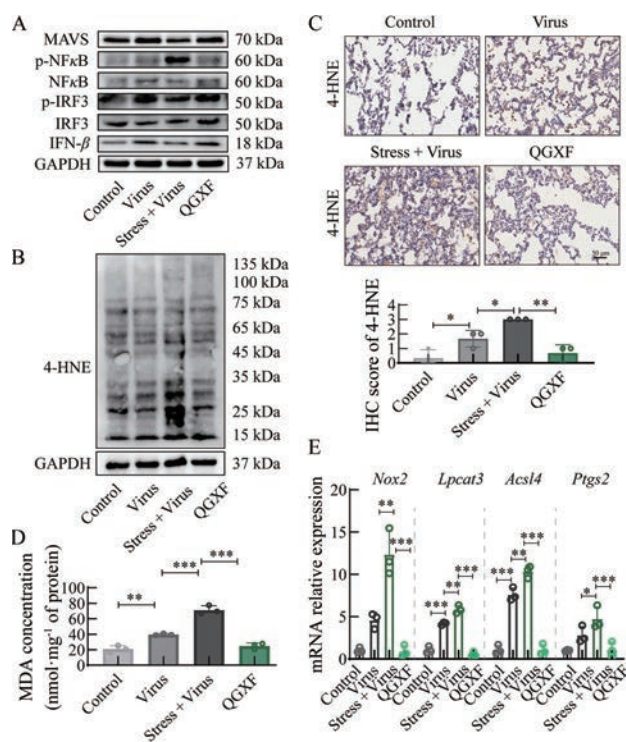 A
MAVS 70 kDa
p-NFκB 60 kDa
NFκB 60 kDa
p-IRF3 50 kDa
IRF3 50 kDa
IFN-β 18 kDa
GAPDH 37 kDa
Control Virus Stress + Virus QGXF
B
135 kDa
100 kDa
75 kDa
65 kDa
45 kDa
35 kDa
25 kDa
15 kDa
4-HNE
GAPDH 37 kDa
Control Virus Stress + Virus QGXF
C
Control Virus
4-HNE
Stress + Virus QGXF
4-HNE
IHC score of 4-HNE
4
3
2
1
0
* * **
Control Virus Stress + Virus QGXF
D
MDA concentration
(nmol·mg⁻¹ of protein)
100
80
60
40
20
0
** *** ***
Control Virus Stress + Virus QGXF
E
Nox2 Lpcat3 Acsl4 Ptgs2
mRNA relative expression
20
15
10
5
0
** ***
*** ** ***
*** ** ***
* ***
Control Virus Stress + Virus QGXF
Control Virus Stress + Virus QGXF
Control Virus Stress + Virus QGXF
Control Virus Stress + Virus QGXF